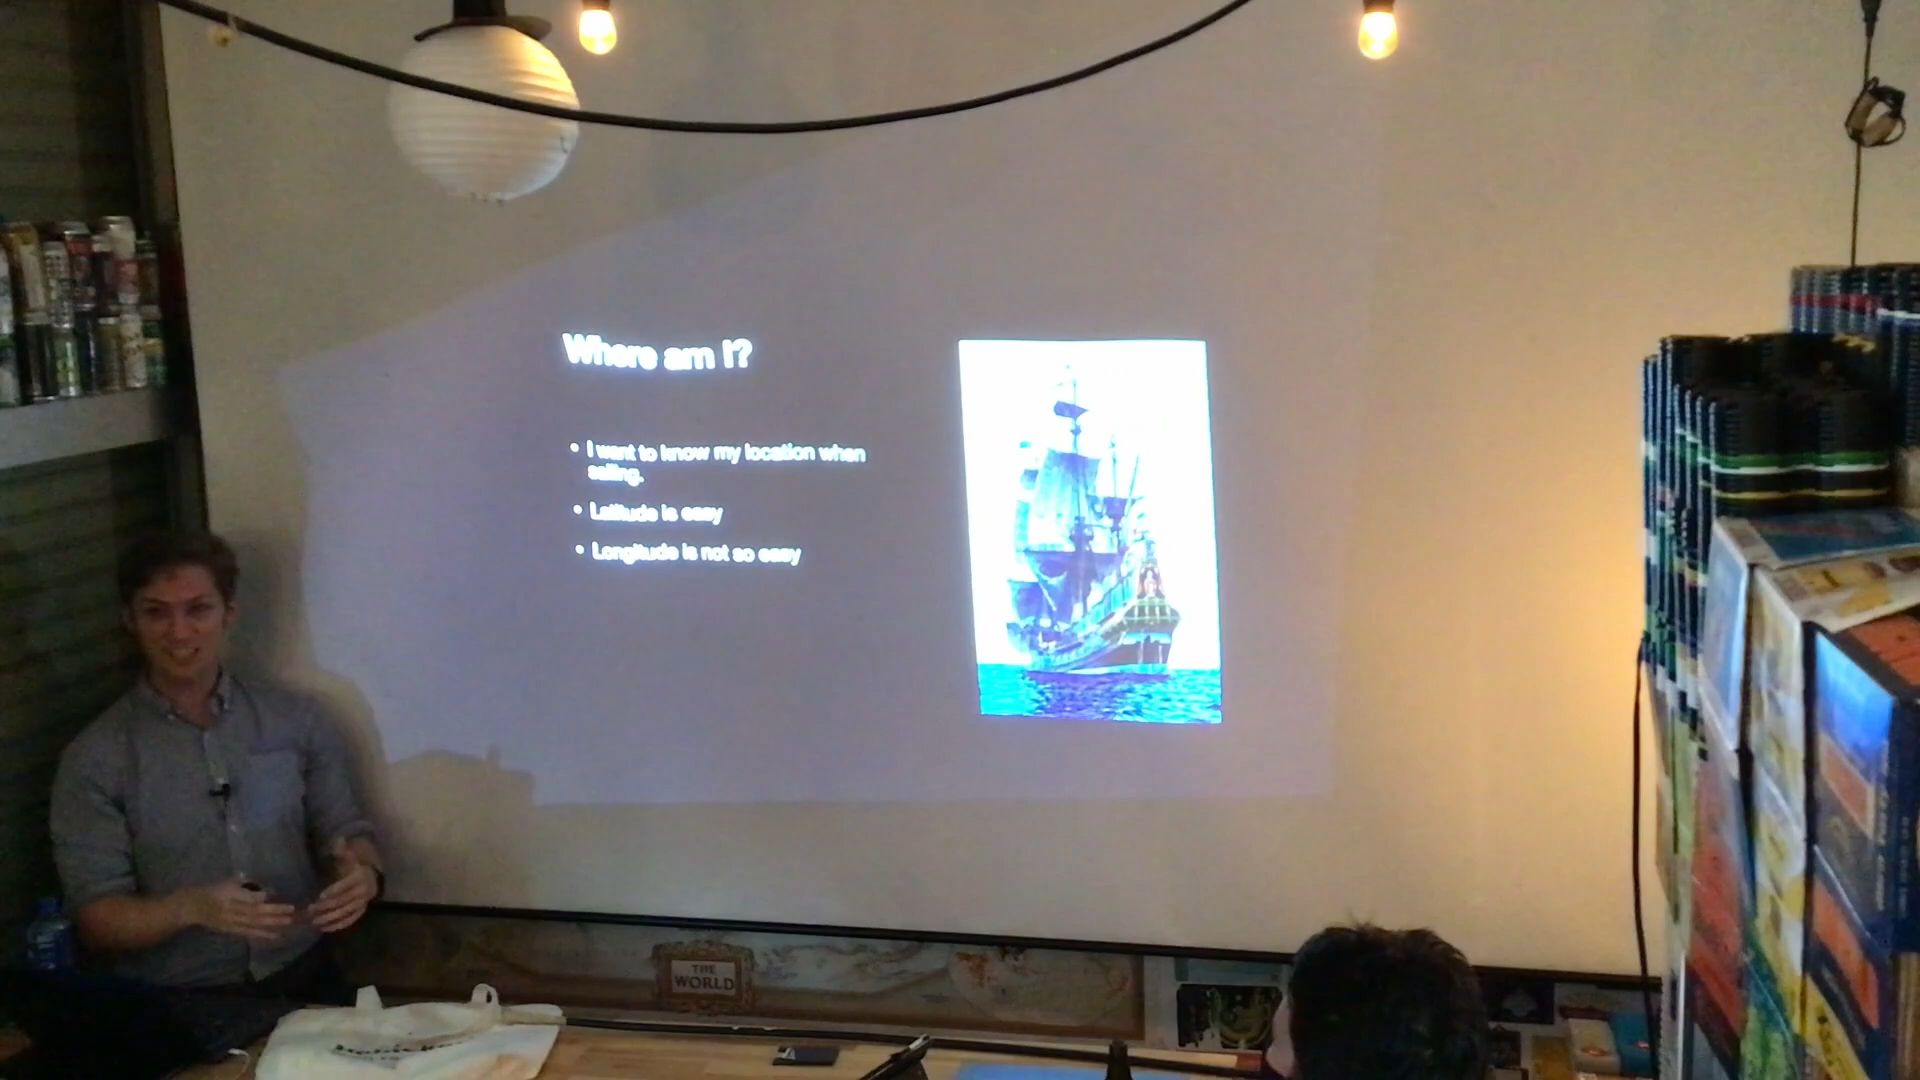 Where am I?
• I want to know my location when
sailing.
• Latitude is easy
• Longitude is not so easy
THE
WORLD